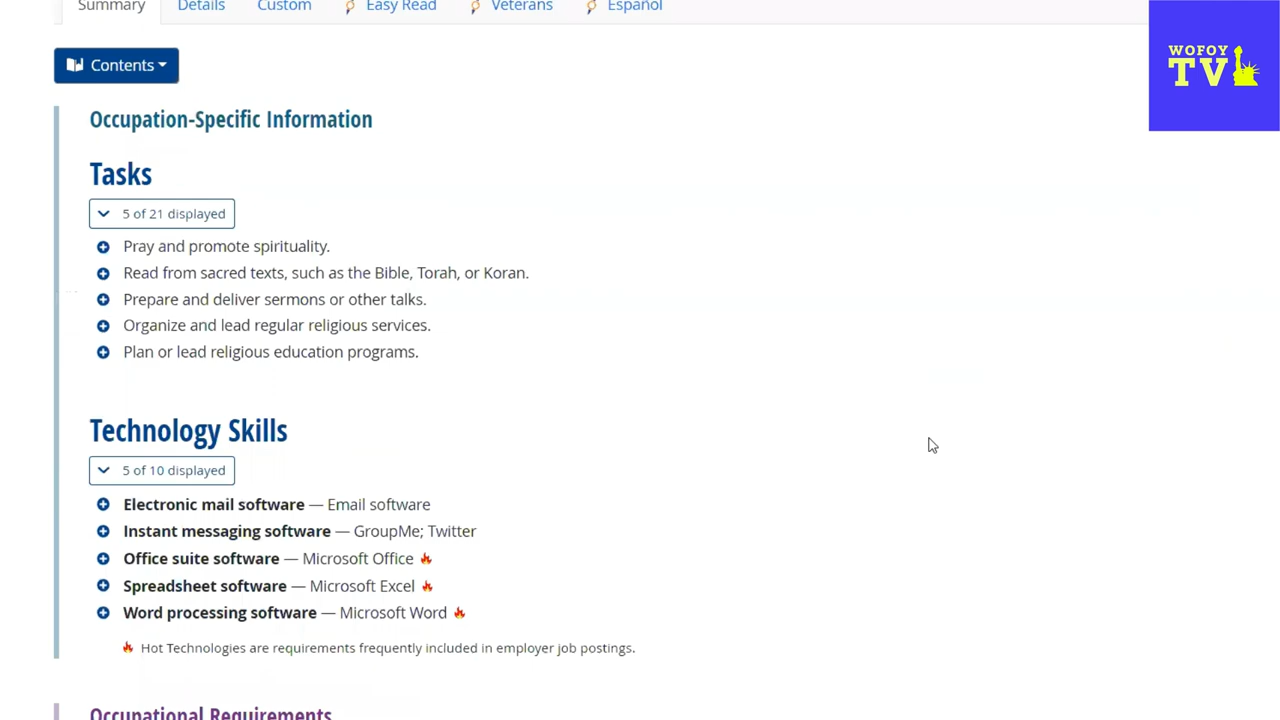 Summary Details Custom Easy Read Veterans Español
WOFOY
TV
Contents
Occupation-Specific Information
Tasks
5 of 21 displayed
Pray and promote spirituality.
Read from sacred texts, such as the Bible, Torah, or Koran.
Prepare and deliver sermons or other talks.
Organize and lead regular religious services.
Plan or lead religious education programs.
Technology Skills
5 of 10 displayed
Electronic mail software — Email software
Instant messaging software — GroupMe; Twitter
Office suite software — Microsoft Office
Spreadsheet software — Microsoft Excel
Word processing software — Microsoft Word
Hot Technologies are requirements frequently included in employer job postings.
Occupational Requirements